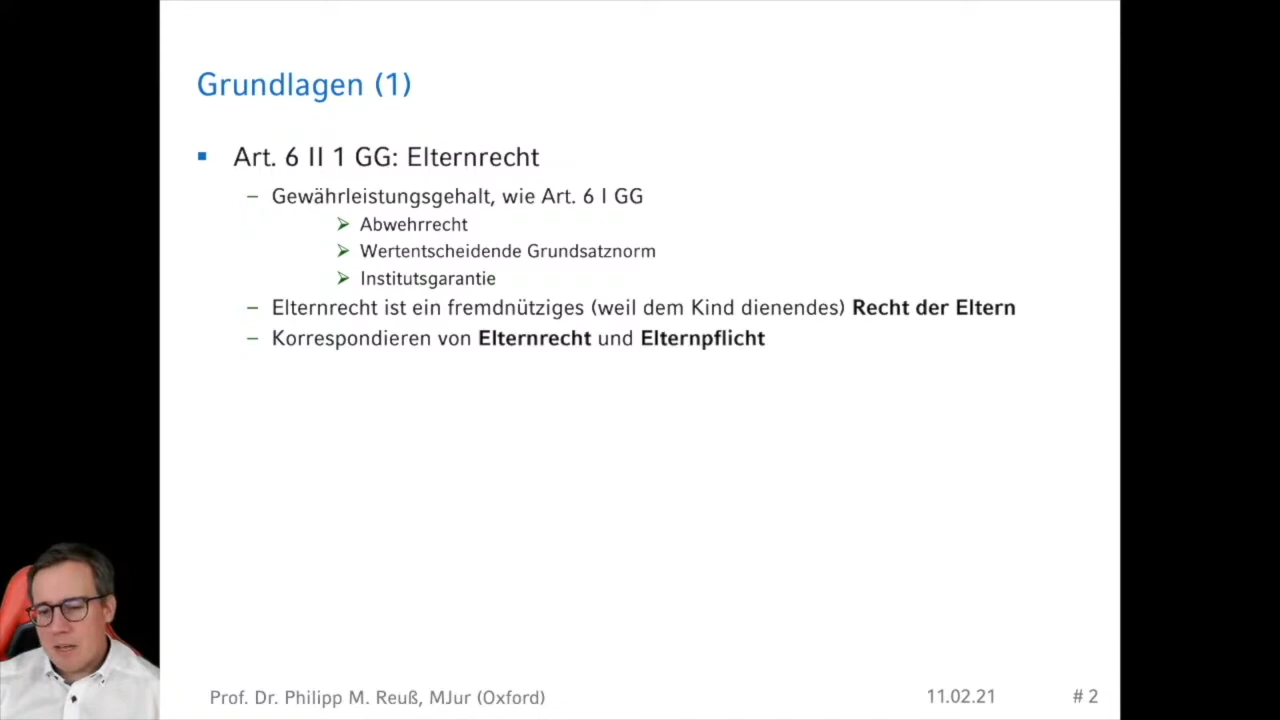 Grundlagen (1)
Art. 6 II 1 GG: Elternrecht
– Gewährleistungsgehalt, wie Art. 6 I GG
Abwehrrecht
Wertentscheidende Grundsatznorm
Institutsgarantie
– Elternrecht ist ein fremdnütziges (weil dem Kind dienendes) Recht der Eltern
– Korrespondieren von Elternrecht und Elternpflicht
Prof. Dr. Philipp M. Reuß, MJur (Oxford) 11.02.21 # 2